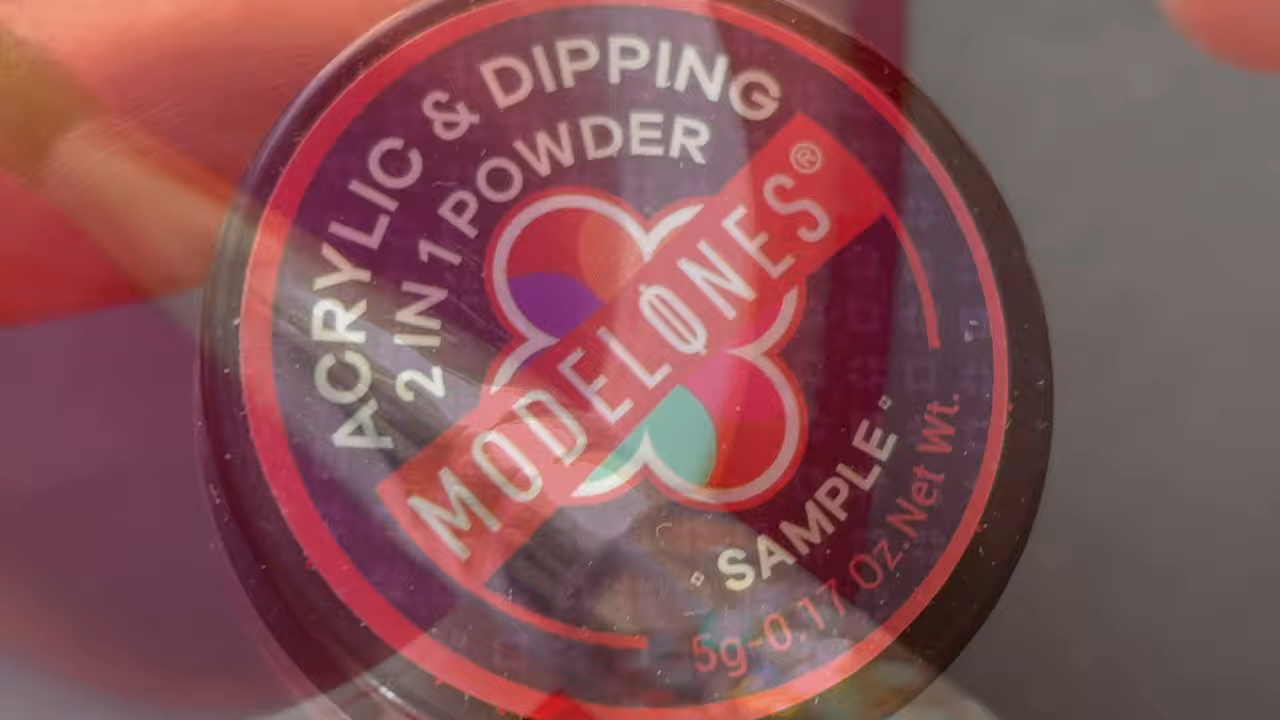 ACRYLIC & DIPPING
2 IN 1 POWDER
MODELONES®
SAMPLE
5g-0.17 Oz.Net Wt.